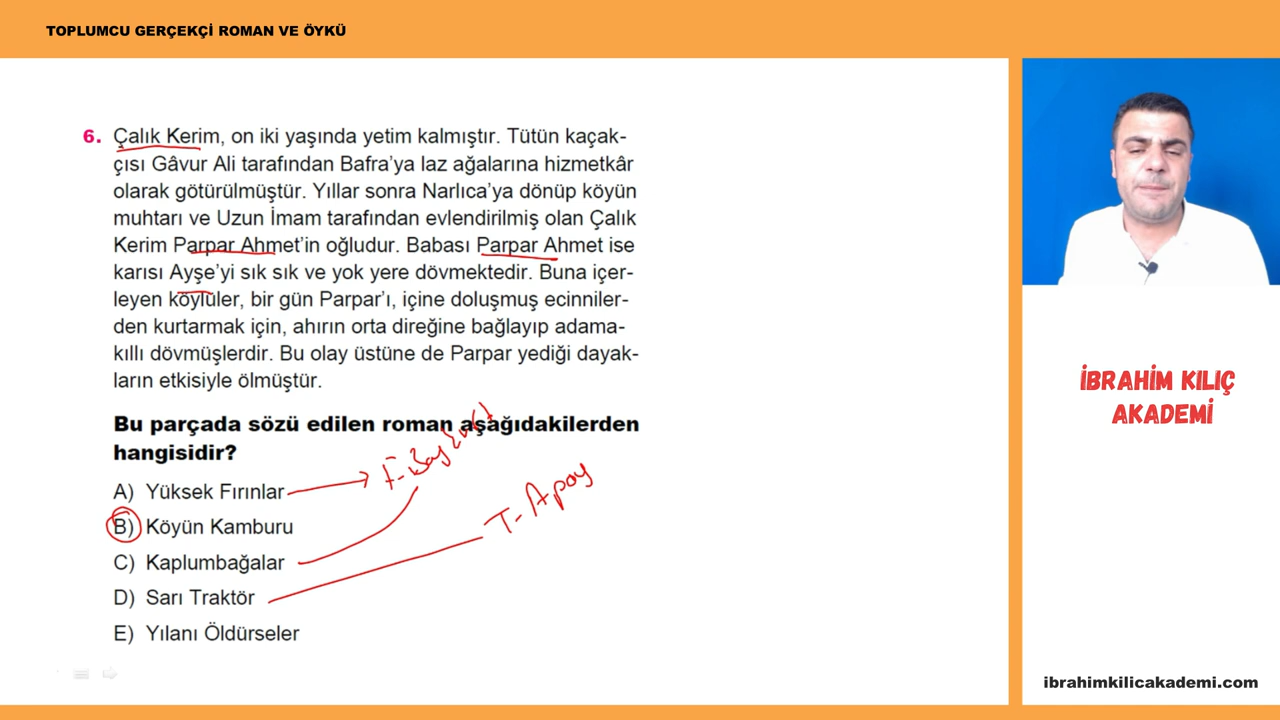 TOPLUMCU GERÇEKÇİ ROMAN VE ÖYKÜ
6. Çalık Kerim, on iki yaşında yetim kalmıştır. Tütün kaçak-
çısı Gâvur Ali tarafından Bafra'ya laz ağalarına hizmetkâr
olarak götürülmüştür. Yıllar sonra Narlıca'ya dönüp köyün
muhtarı ve Uzun İmam tarafından evlendirilmiş olan Çalık
Kerim Parpar Ahmet'in oğludur. Babası Parpar Ahmet ise
karısı Ayşe'yi sık sık ve yok yere dövmektedir. Buna içer-
leyen köylüler, bir gün Parpar'ı, içine doluşmuş ecinniler-
den kurtarmak için, ahırın orta direğine bağlayıp adama-
kıllı dövmüşlerdir. Bu olay üstüne de Parpar yediği dayak-
ların etkisiyle ölmüştür.
Bu parçada sözü edilen roman aşağıdakilerden
hangisidir?
A) Yüksek Fırınlar
F. Baykurt
B) Köyün Kamburu
T. Apay
C) Kaplumbağalar
D) Sarı Traktör
E) Yılanı Öldürseler
İBRAHİM KILIÇ
AKADEMİ
ibrahimkilicakademi.com